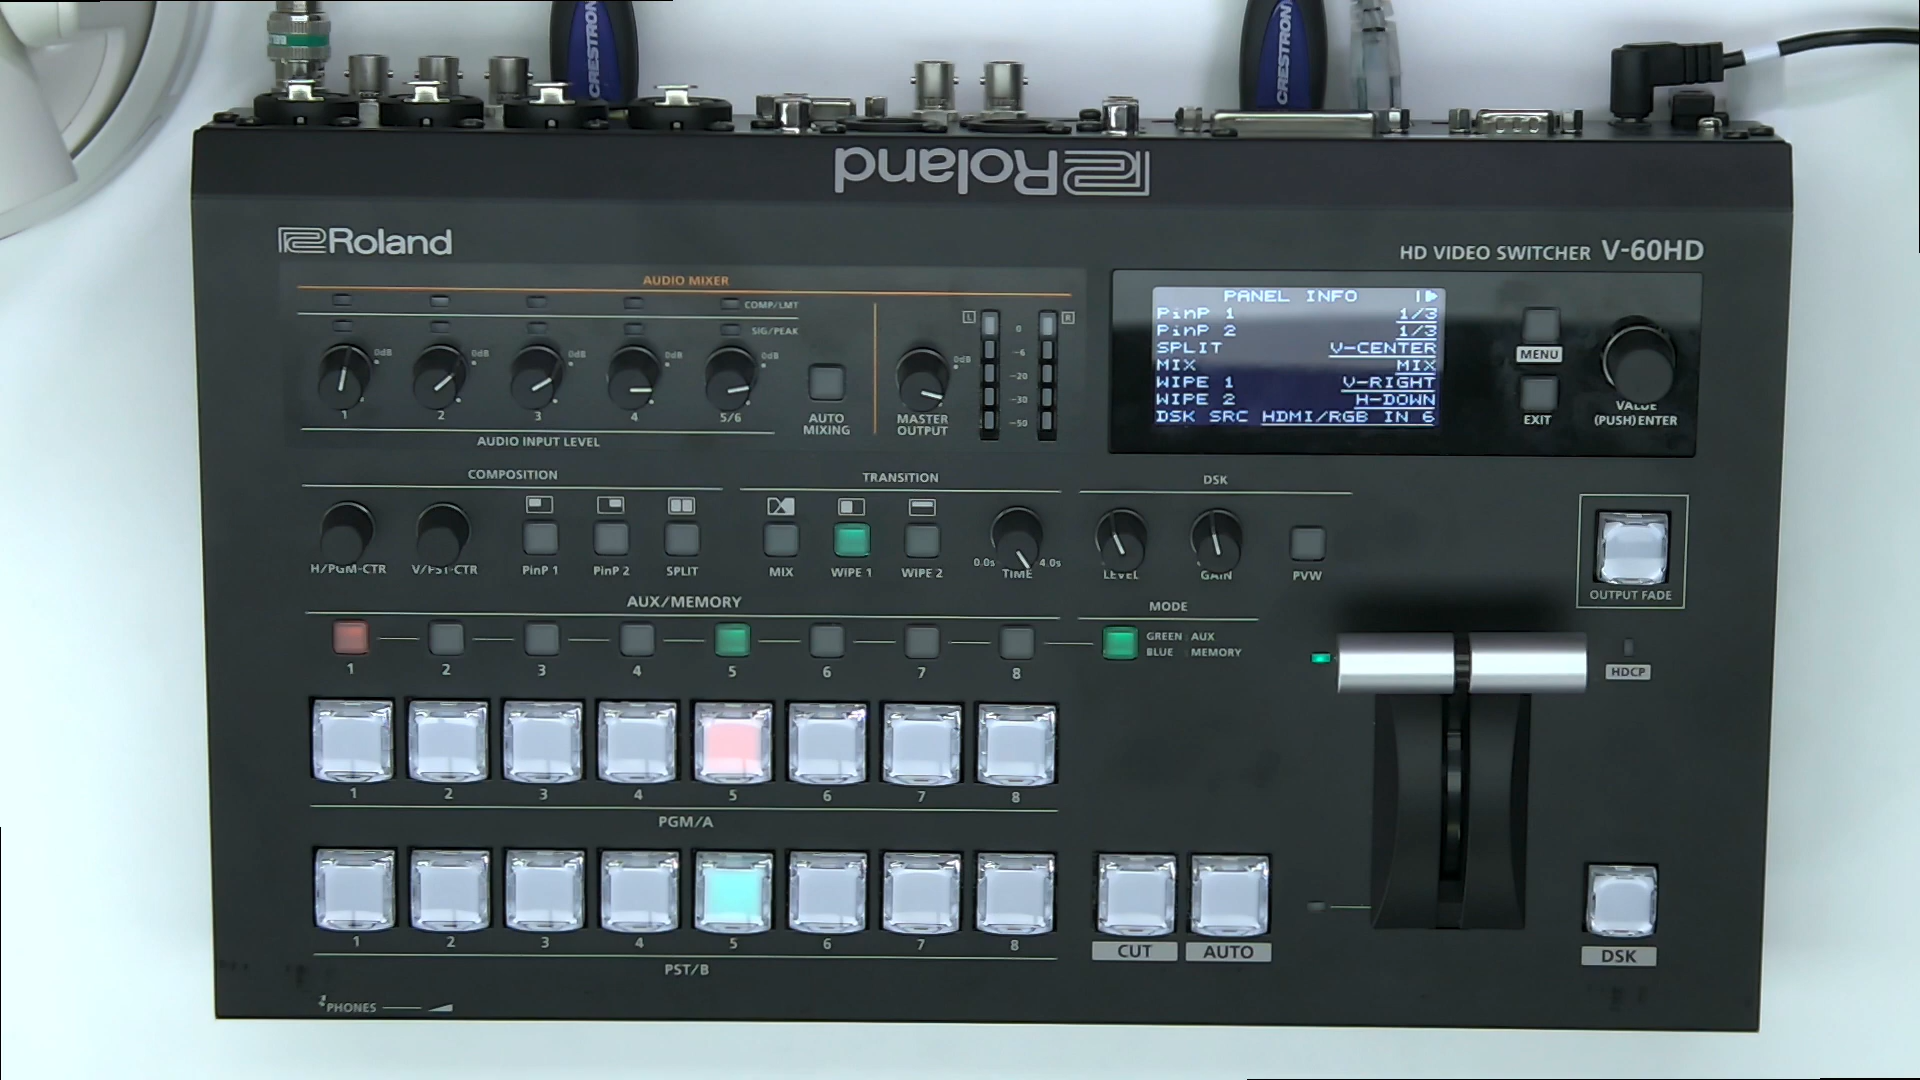 CRESTRON
CRESTRON
Roland
Roland
HD VIDEO SWITCHER V-60HD
AUDIO MIXER
COMP/LMT
SIG/PEAK
L R
0dB 0dB 0dB 0dB 0dB 0dB
0
-6
-20
-30
-50
1 2 3 4 5/6
AUTO MIXING
MASTER OUTPUT
AUDIO INPUT LEVEL
PANEL INFO 1
PinP 1 1/3
PinP 2 1/3
SPLIT V-CENTER
MIX MIX
WIPE 1 V-RIGHT
WIPE 2 H-DOWN
DSK SRC HDMI/RGB IN 6
MENU
EXIT
VALUE
(PUSH) ENTER
COMPOSITION
TRANSITION
DSK
H/PGM-CTR V/PST-CTR PinP 1 PinP 2 SPLIT
MIX WIPE 1 WIPE 2 0.0s TIME 4.0s
LEVEL GAIN PVW
OUTPUT FADE
AUX/MEMORY
MODE
GREEN : AUX
BLUE : MEMORY
1 2 3 4 5 6 7 8
HDCP
1 2 3 4 5 6 7 8
PGM/A
1 2 3 4 5 6 7 8
PST/B
CUT AUTO
DSK
PHONES